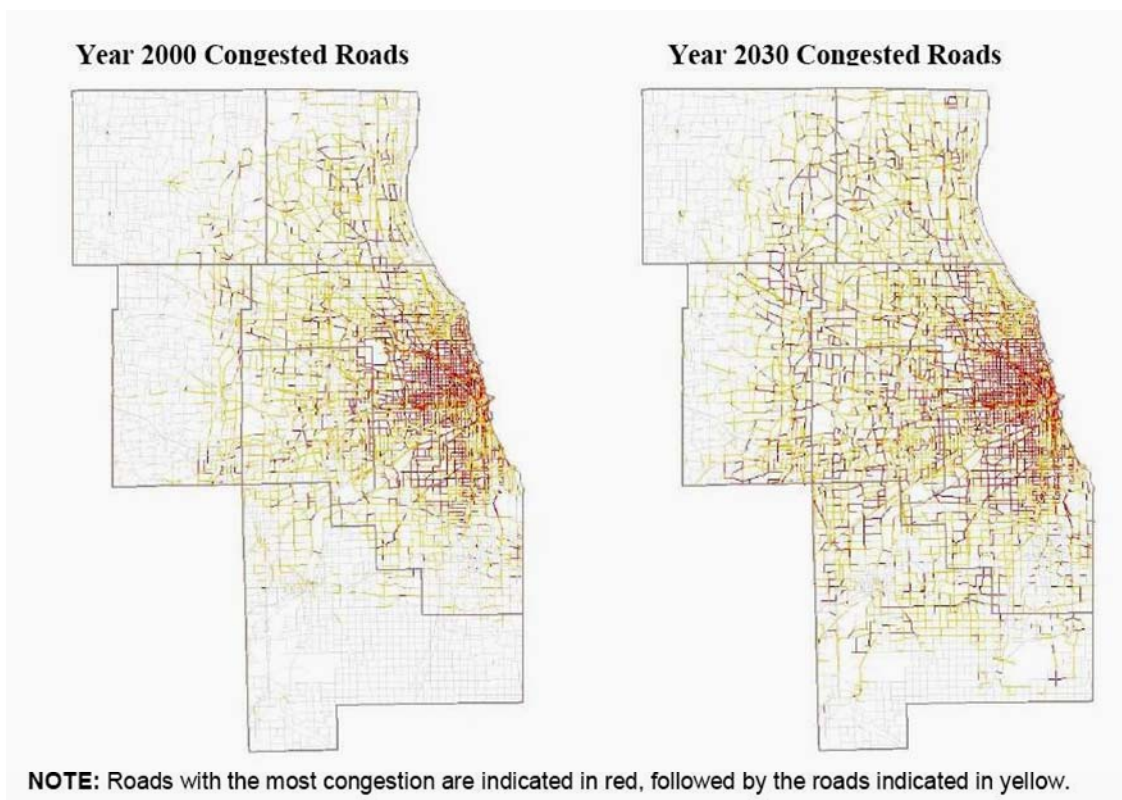 Year 2000 Congested Roads
Year 2030 Congested Roads
NOTE: Roads with the most congestion are indicated in red, followed by the roads indicated in yellow.